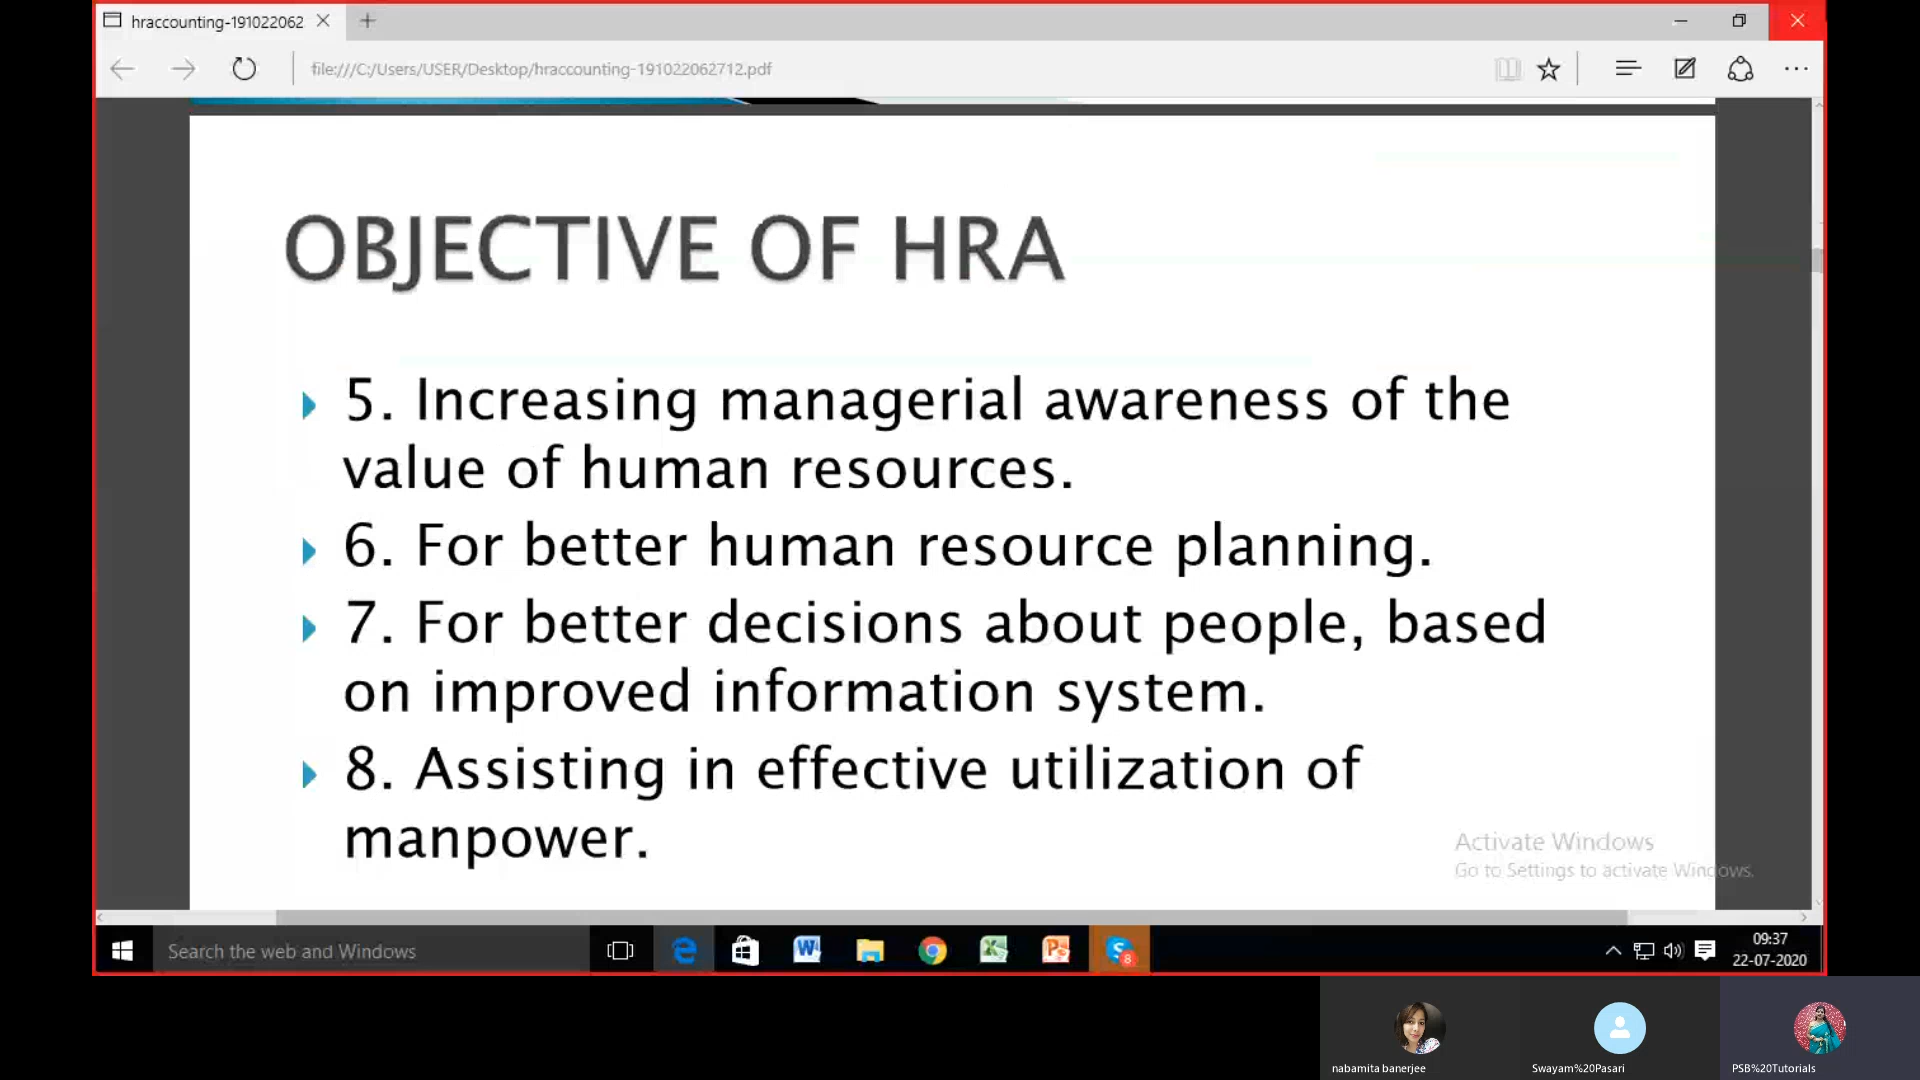 hraccounting-191022062
file:///C:/Users/USER/Desktop/hraccounting-191022062712.pdf
OBJECTIVE OF HRA
5. Increasing managerial awareness of the
value of human resources.
6. For better human resource planning.
7. For better decisions about people, based
on improved information system.
8. Assisting in effective utilization of
manpower.
Activate Windows
Go to Settings to activate Windows.
Search the web and Windows
8
09:37
22-07-2020
nabamita banerjee
Swayam%20Pasari
PSB%20Tutorials